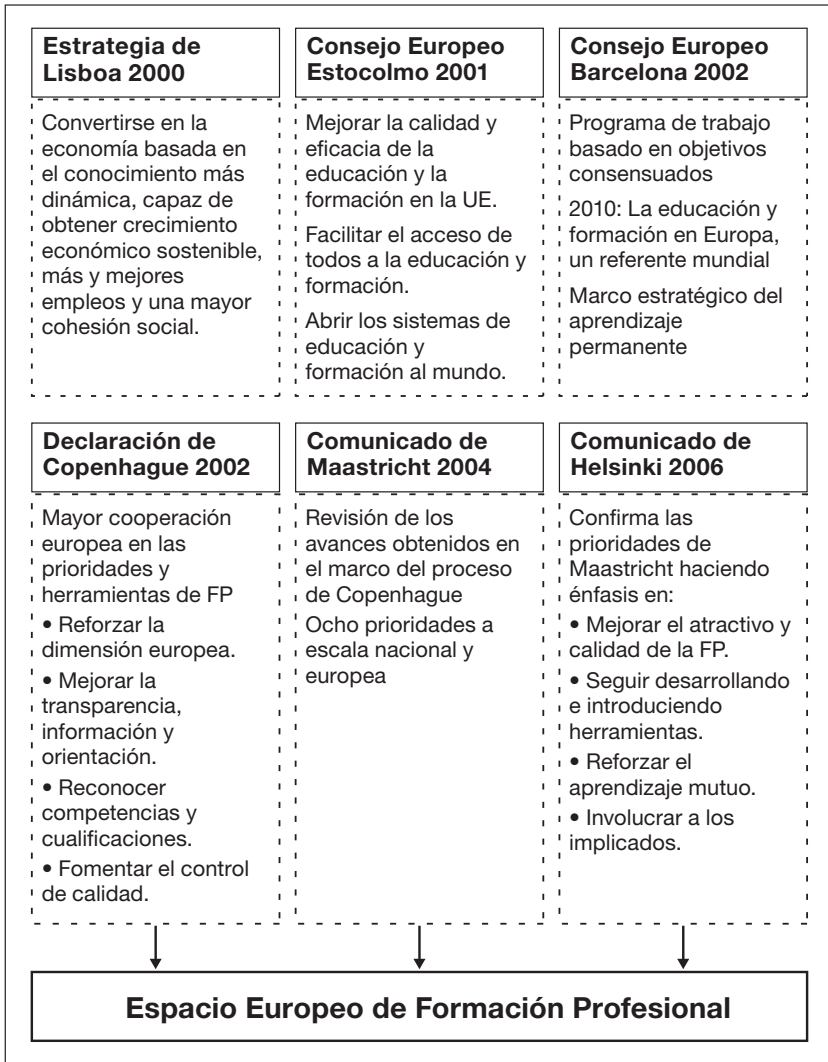 Estrategia de
Lisboa 2000
Convertirse en la
economía basada en
el conocimiento más
dinámica, capaz de
obtener crecimiento
económico sostenible,
más y mejores
empleos y una mayor
cohesión social.
Consejo Europeo
Estocolmo 2001
Mejorar la calidad y
eficacia de la
educación y la
formación en la UE.
Facilitar el acceso de
todos a la educación y
formación.
Abrir los sistemas de
educación y
formación al mundo.
Consejo Europeo
Barcelona 2002
Programa de trabajo
basado en objetivos
consensuados
2010: La educación y
formación en Europa,
un referente mundial
Marco estratégico del
aprendizaje
permanente
Declaración de
Copenhague 2002
Mayor cooperación
europea en las
prioridades y
herramientas de FP
• Reforzar la
dimensión europea.
• Mejorar la
transparencia,
información y
orientación.
• Reconocer
competencias y
cualificaciones.
• Fomentar el control
de calidad.
Comunicado de
Maastricht 2004
Revisión de los
avances obtenidos en
el marco del proceso
de Copenhague
Ocho prioridades a
escala nacional y
europea
Comunicado de
Helsinki 2006
Confirma las
prioridades de
Maastricht haciendo
énfasis en:
• Mejorar el atractivo y
calidad de la FP.
• Seguir desarrollando
e introduciendo
herramientas.
• Reforzar el
aprendizaje mutuo.
• Involucrar a los
implicados.
Espacio Europeo de Formación Profesional